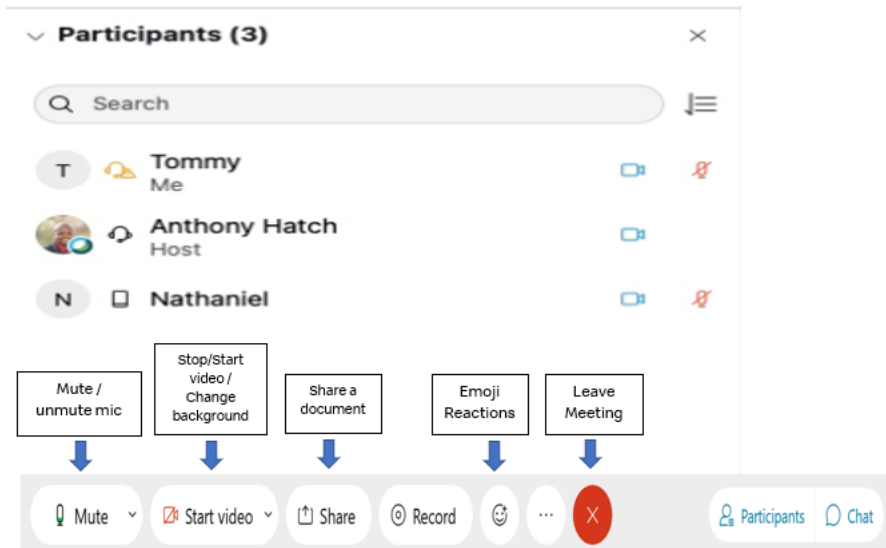 Participants (3)
Search
T
Tommy
Me
Anthony Hatch
Host
N
Nathaniel
Mute /
unmute mic
Stop/Start
video /
Change
background
Share a
document
Emoji
Reactions
Leave
Meeting
Mute
Start video
Share
Record
Participants
Chat